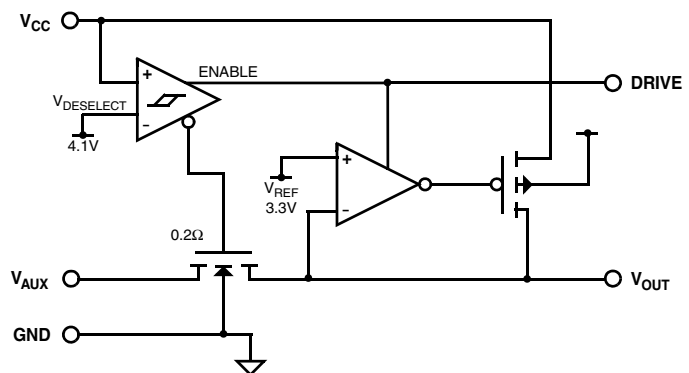 VCC
+
ENABLE
DRIVE
VDESELECT
-
4.1V
+
VREF
3.3V
-
0.2Ω
VAUX
VOUT
GND